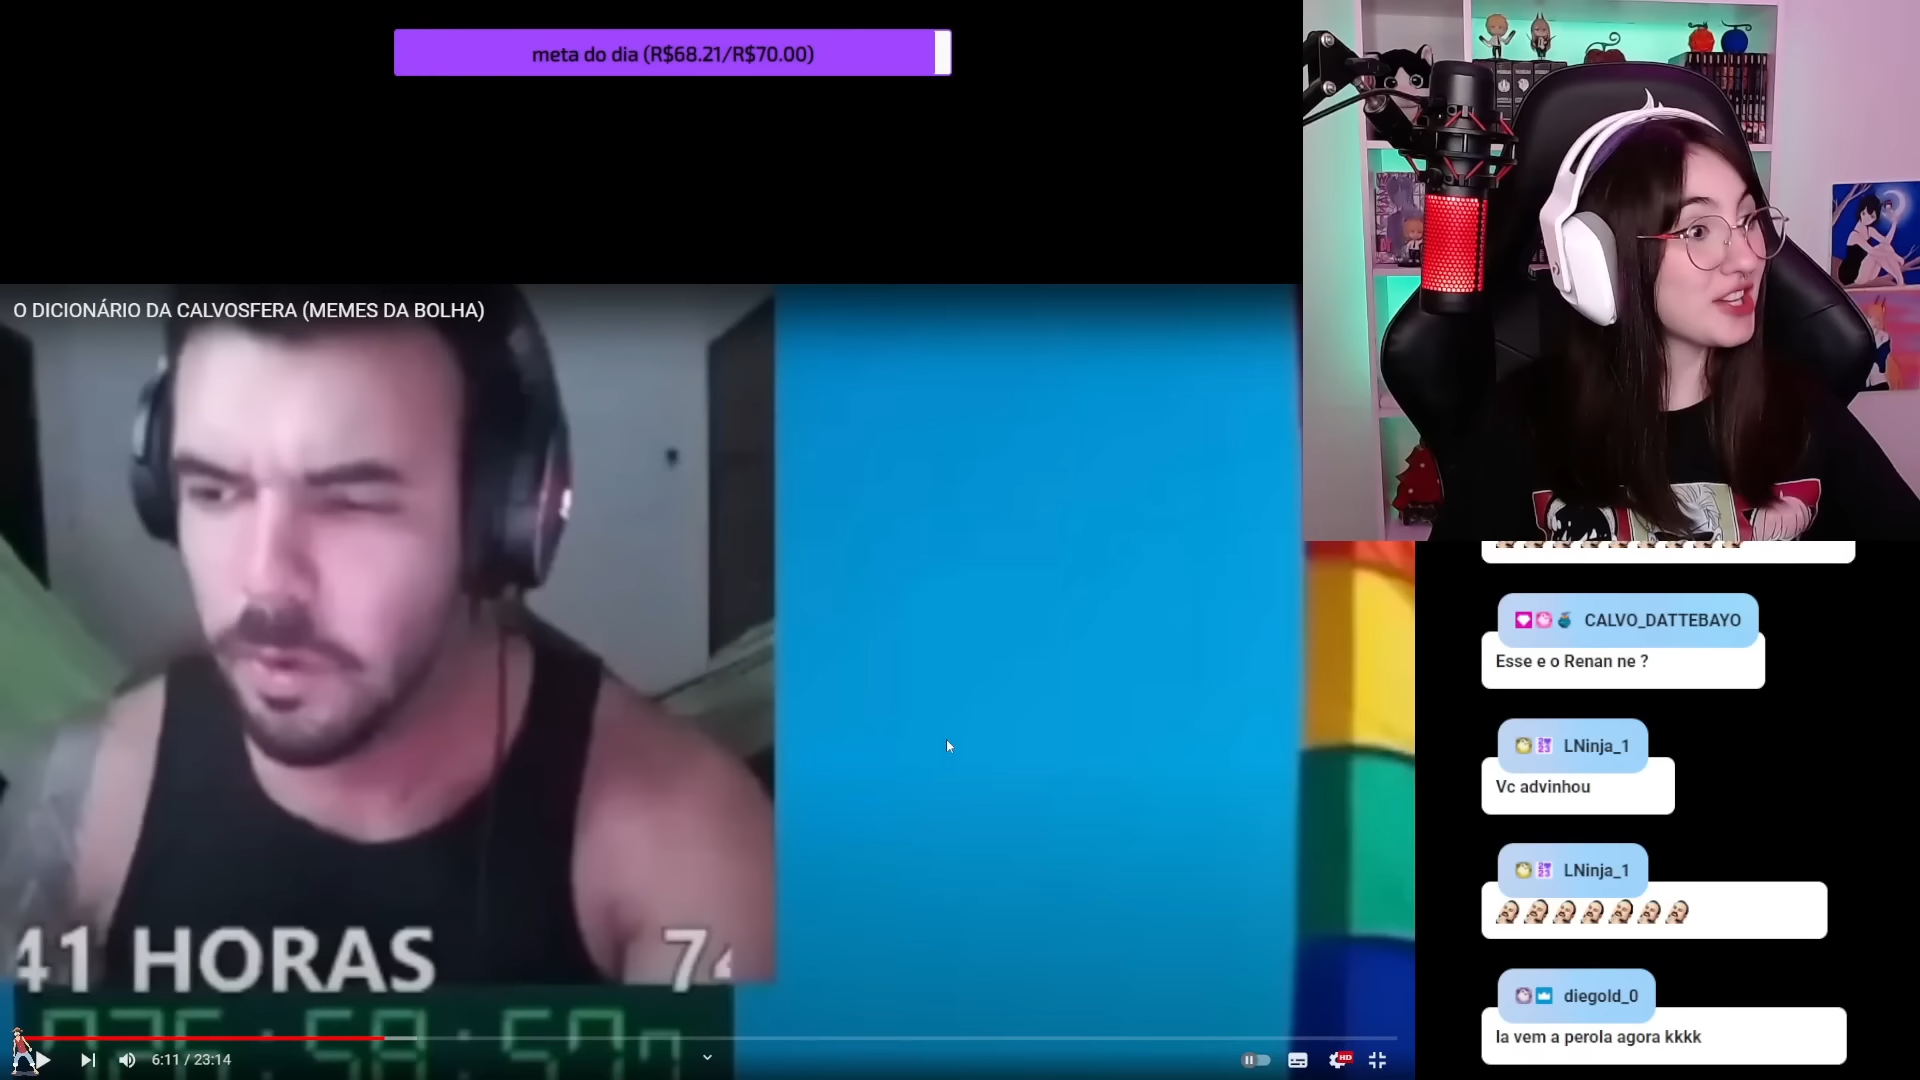 meta do dia (R$68.21/R$70.00)
O DICIONÁRIO DA CALVOSFERA (MEMES DA BOLHA)
41 HORAS
CALVO_DATTEBAYO
Esse e o Renan ne ?
LNinja_1
Vc advinhou
LNinja_1
diegold_0
la vem a perola agora kkkk
6:11 / 23:14
HD